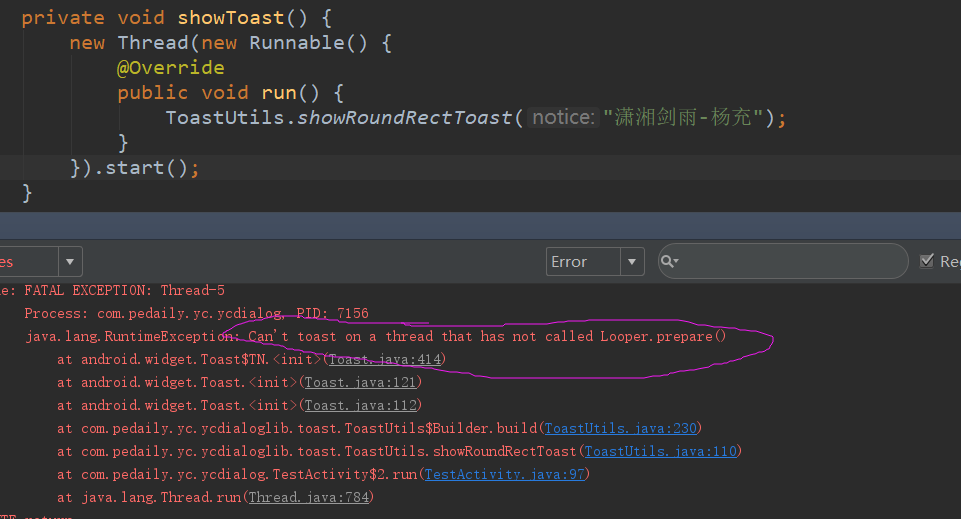 private void showToast() {
new Thread(new Runnable() {
@Override
public void run() {
ToastUtils.showRoundRectToast( notice: "潇湘剑雨-杨充");
}
}).start();
}
es Error Reg
e: FATAL EXCEPTION: Thread-5
Process: com.pedaily.yc.ycdialog, PID: 7156
java.lang.RuntimeException: Can't toast on a thread that has not called Looper.prepare()
at android.widget.Toast$TN.<init>(Toast.java:414)
at android.widget.Toast.<init>(Toast.java:121)
at android.widget.Toast.<init>(Toast.java:112)
at com.pedaily.yc.ycdialoglib.toast.ToastUtils$Builder.build(ToastUtils.java:230)
at com.pedaily.yc.ycdialoglib.toast.ToastUtils.showRoundRectToast(ToastUtils.java:110)
at com.pedaily.yc.ycdialog.TestActivity$2.run(TestActivity.java:97)
at java.lang.Thread.run(Thread.java:784)